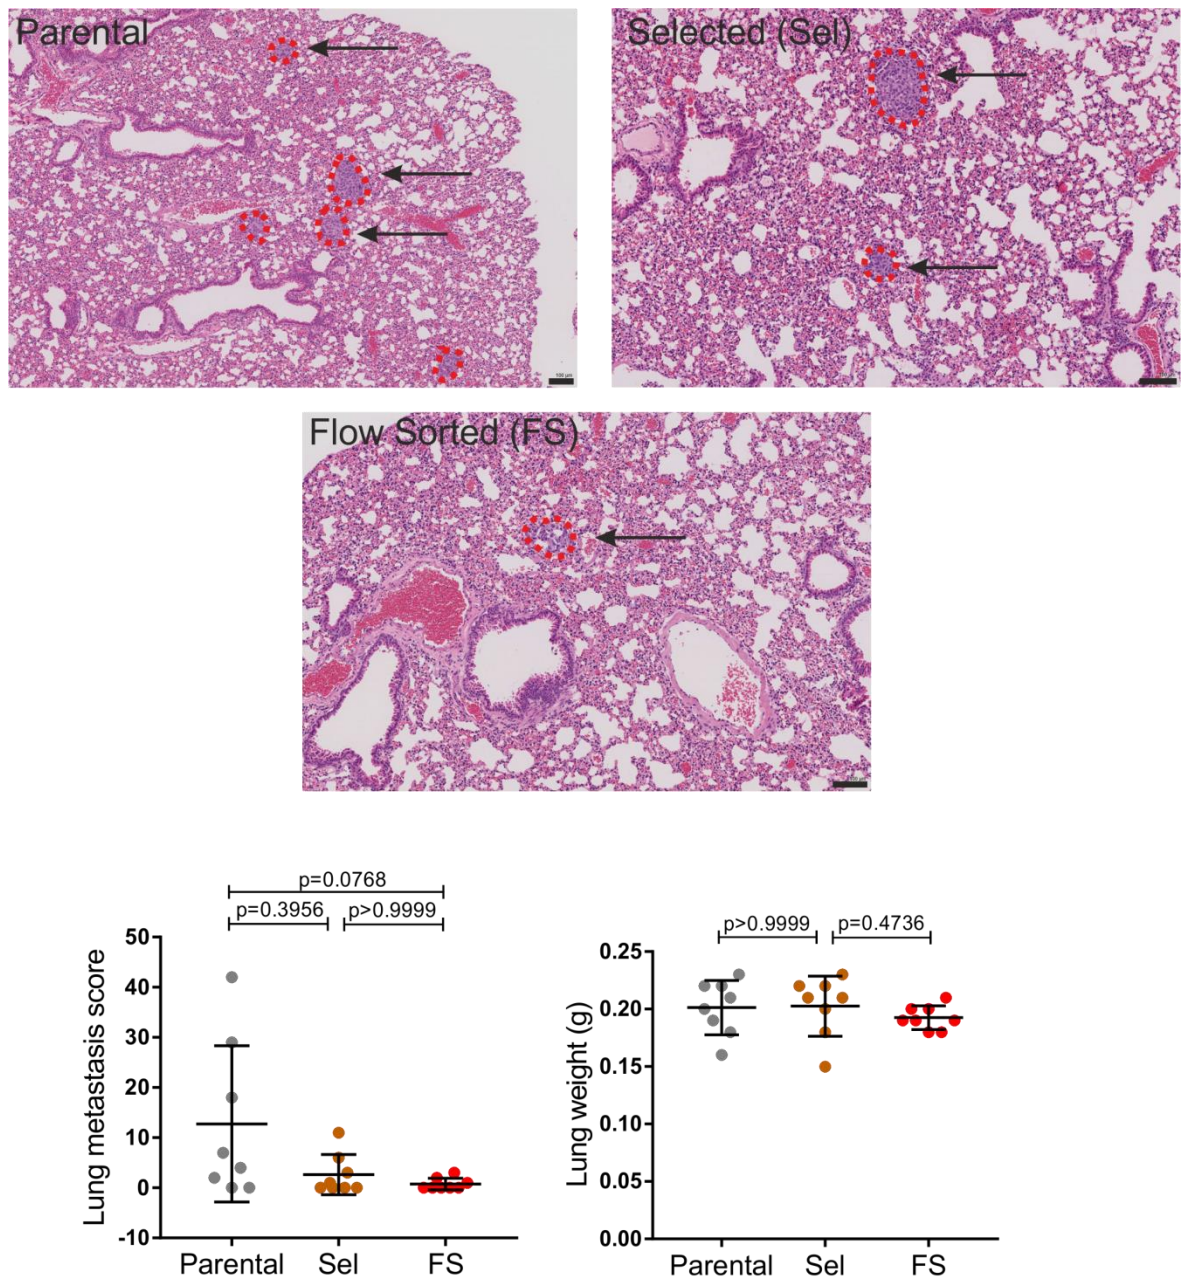 Parental
Selected (Sel)
100 µm
Flow Sorted (FS)
p=0.0768
p=0.3956
p>0.9999
50
40
30
20
10
0
-10
Lung metastasis score
Parental
Sel
FS
p>0.9999
p=0.4736
0.25
0.20
0.15
0.10
0.05
0.00
Lung weight (g)
Parental
Sel
FS